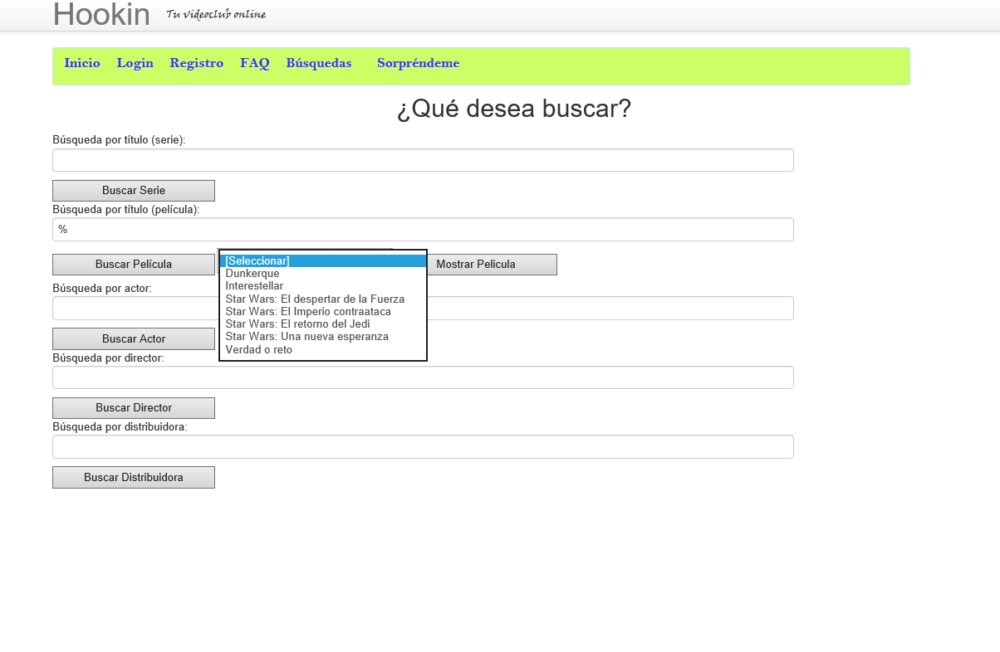 Hookin Tu videoclub online
Inicio Login Registro FAQ Búsquedas Sorpréndeme
¿Qué desea buscar?
Búsqueda por título (serie):
Buscar Serie
Búsqueda por título (película):
%
Buscar Película
[Seleccionar]
Dunkerque
Interestellar
Star Wars: El despertar de la Fuerza
Star Wars: El Imperio contraataca
Star Wars: El retorno del Jedi
Star Wars: Una nueva esperanza
Verdad o reto
Mostrar Pelicula
Búsqueda por actor:
Buscar Actor
Búsqueda por director:
Buscar Director
Búsqueda por distribuidora:
Buscar Distribuidora